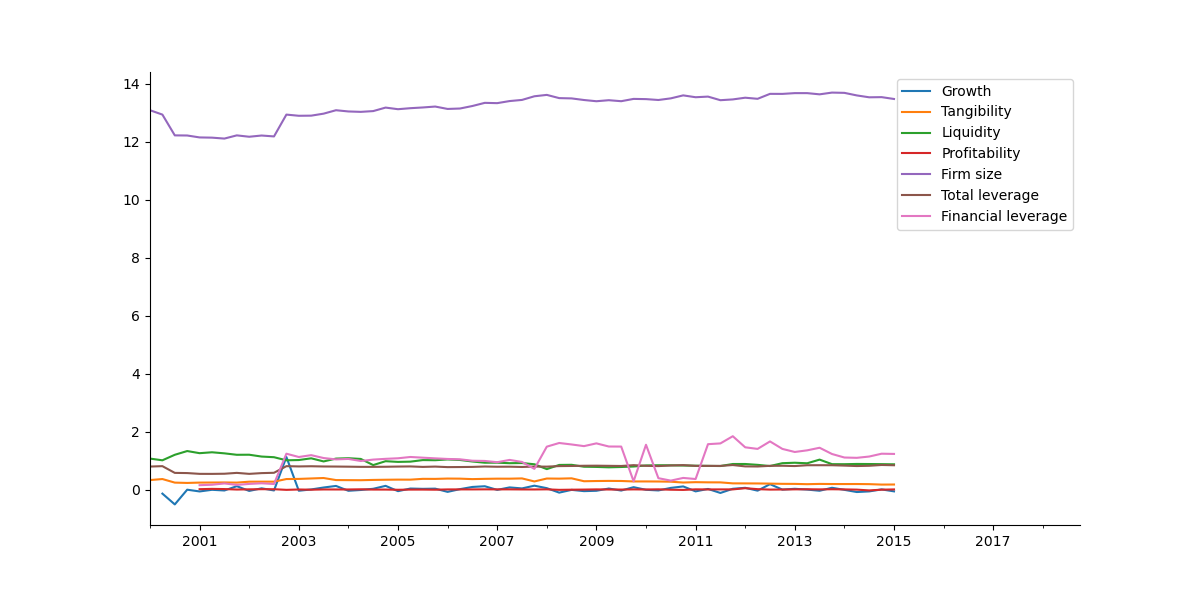 14
12
10
8
6
4
2
0
2001 2003 2005 2007 2009 2011 2013 2015 2017
Growth
Tangibility
Liquidity
Profitability
Firm size
Total leverage
Financial leverage